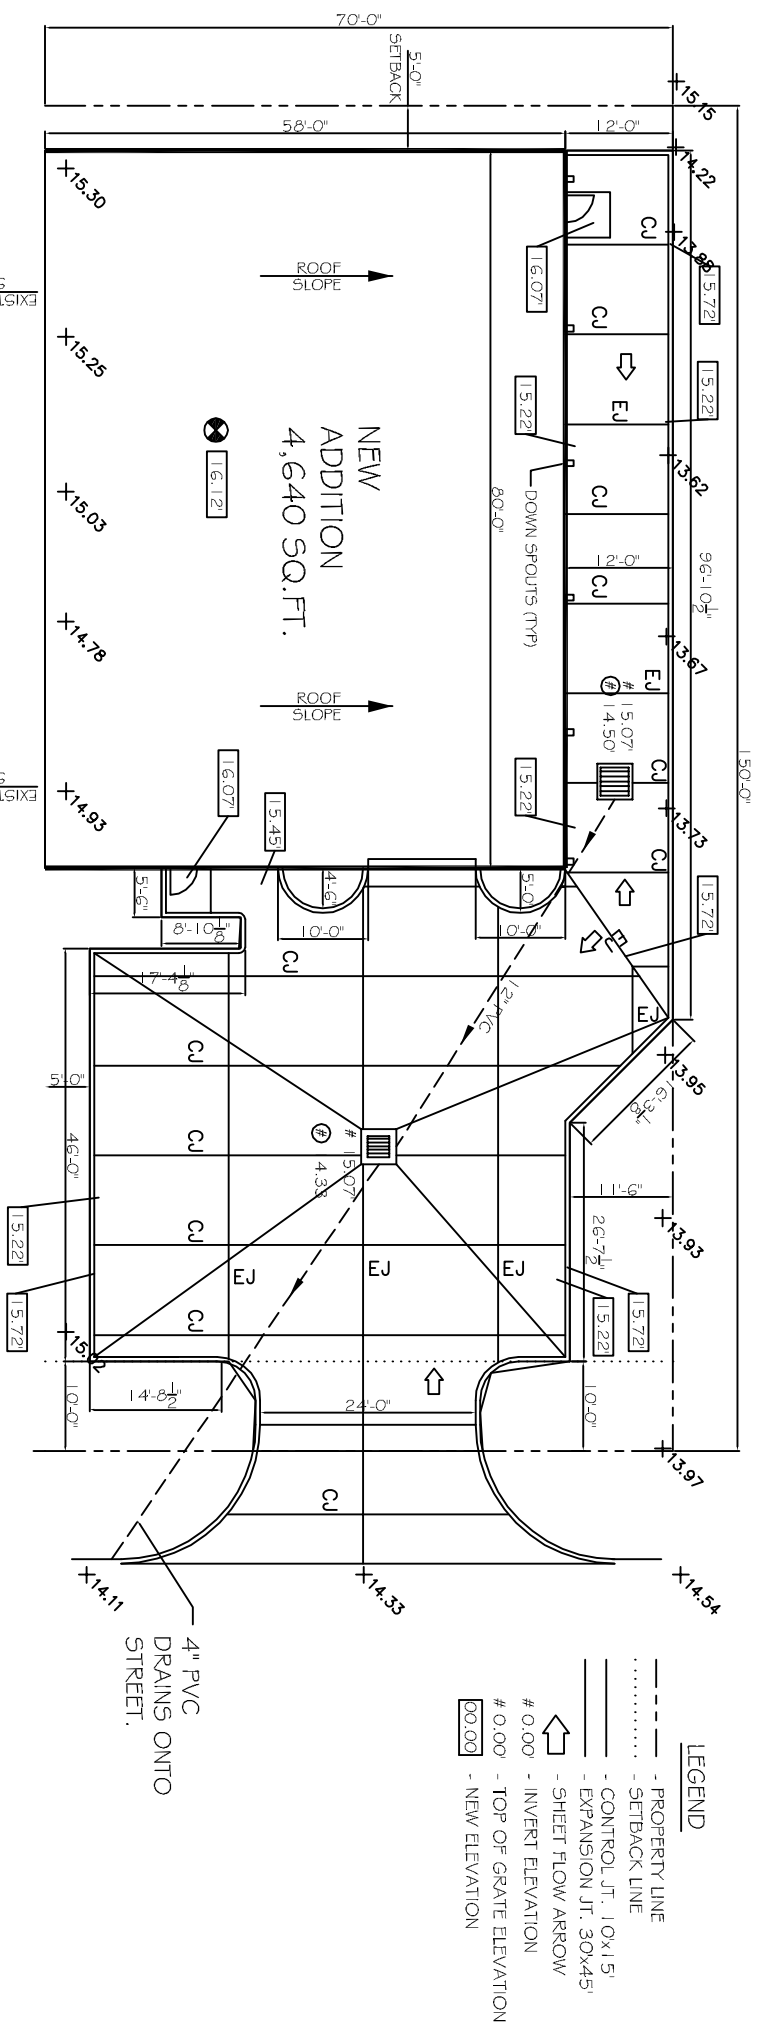 70'-0"
5'-0"
SETBACK
58'-0"
12'-0"
15.15
14.22
13.88
15.30
CJ
15.72'
16.07'
ROOF
SLOPE
CJ
15.25
EJ
15.22'
15.22'
13.62
NEW
ADDITION
4,640 SQ.FT.
16.12'
15.03
80'-0"
DOWN SPOUTS (TYP)
CJ
12'-0"
96'-10 1/2"
CJ
14.78
13.67
EJ
ROOF
SLOPE
# 15.07'
# 14.50'
150'-0"
CJ
14.93
16.07'
15.45'
15.22'
13.73
CJ
15.72'
5'-6"
8'-10 1/8"
4'-6"
5'-0"
10'-0"
10'-0"
17'-4 1/8"
CJ
12" PVC
EJ
13.95
16'-3 1/8"
5'-0"
46'-0"
CJ
CJ
# 15.07'
# 14.33
11'-6"
26'-7 1/2"
13.93
CJ
15.22'
15.72'
EJ
EJ
EJ
15.22'
15.72'
CJ
10'-0"
14'-8 1/2"
24'-0"
10'-0"
13.97
CJ
14.11
14.33
14.54
4" PVC
DRAINS ONTO
STREET.
LEGEND
- PROPERTY LINE
- SETBACK LINE
- CONTROL JT. 10'x15'
- EXPANSION JT. 30'x45'
- SHEET FLOW ARROW
# 0.00' - INVERT ELEVATION
# 0.00' - TOP OF GRATE ELEVATION
00.00' - NEW ELEVATION